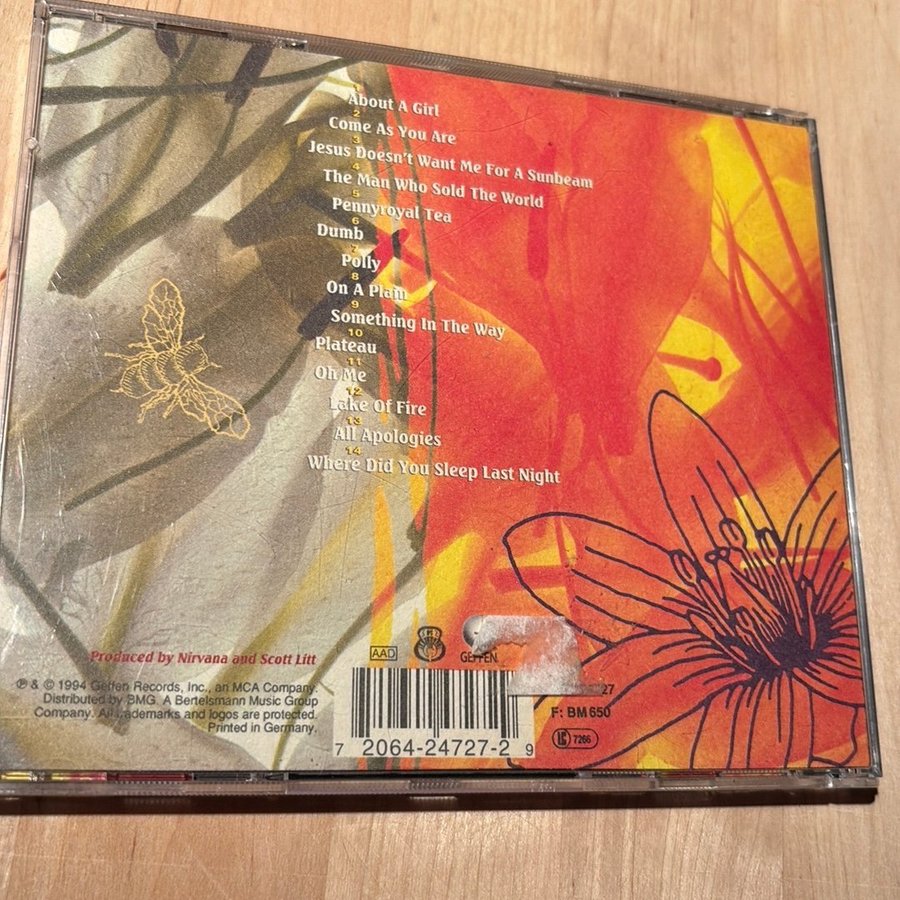 1
About A Girl
2
Come As You Are
3
Jesus Doesn't Want Me For A Sunbeam
4
The Man Who Sold The World
5
Pennyroyal Tea
6
Dumb
7
Polly
8
On A Plain
9
Something In The Way
10
Plateau
11
Oh Me
12
Lake Of Fire
13
All Apologies
14
Where Did You Sleep Last Night
Produced by Nirvana and Scott Litt
℗ & © 1994 Geffen Records, Inc., an MCA Company.
Distributed by BMG. A Bertelsmann Music Group
Company. All trademarks and logos are protected.
Printed in Germany.
AAD
GEFFEN
27
F: BM 650
LC 7266
7 2064-24727-2 9